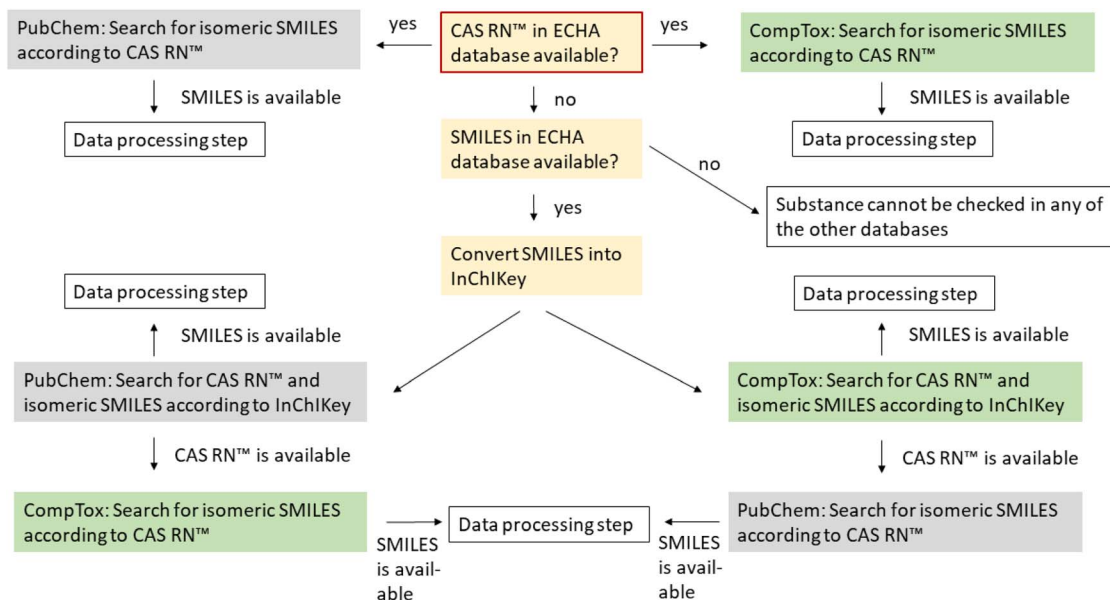 PubChem: Search for isomeric SMILES
according to CAS RN™
yes
CAS RN™ in ECHA
database available?
yes
CompTox: Search for isomeric SMILES
according to CAS RN™
SMILES is available
no
SMILES is available
Data processing step
SMILES in ECHA
database available?
Data processing step
no
yes
Substance cannot be checked in any of
the other databases
Convert SMILES into
InChIKey
Data processing step
Data processing step
SMILES is available
SMILES is available
PubChem: Search for CAS RN™ and
isomeric SMILES according to InChIKey
CompTox: Search for CAS RN™ and
isomeric SMILES according to InChIKey
CAS RN™ is available
CAS RN™ is available
CompTox: Search for isomeric SMILES
according to CAS RN™
Data processing step
PubChem: Search for isomeric SMILES
according to CAS RN™
SMILES
is avail-
able
SMILES
is avail-
able